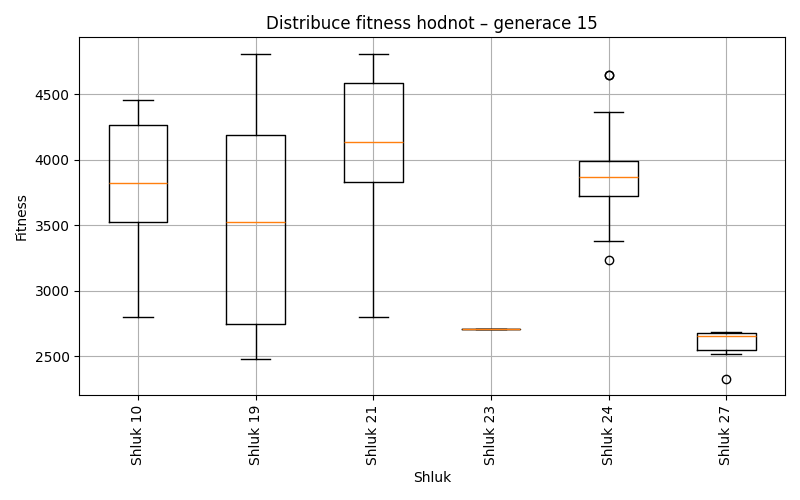 Distribuce fitness hodnot – generace 15
Fitness
4500
4000
3500
3000
2500
Shluk 10
Shluk 19
Shluk 21
Shluk 23
Shluk 24
Shluk 27
Shluk